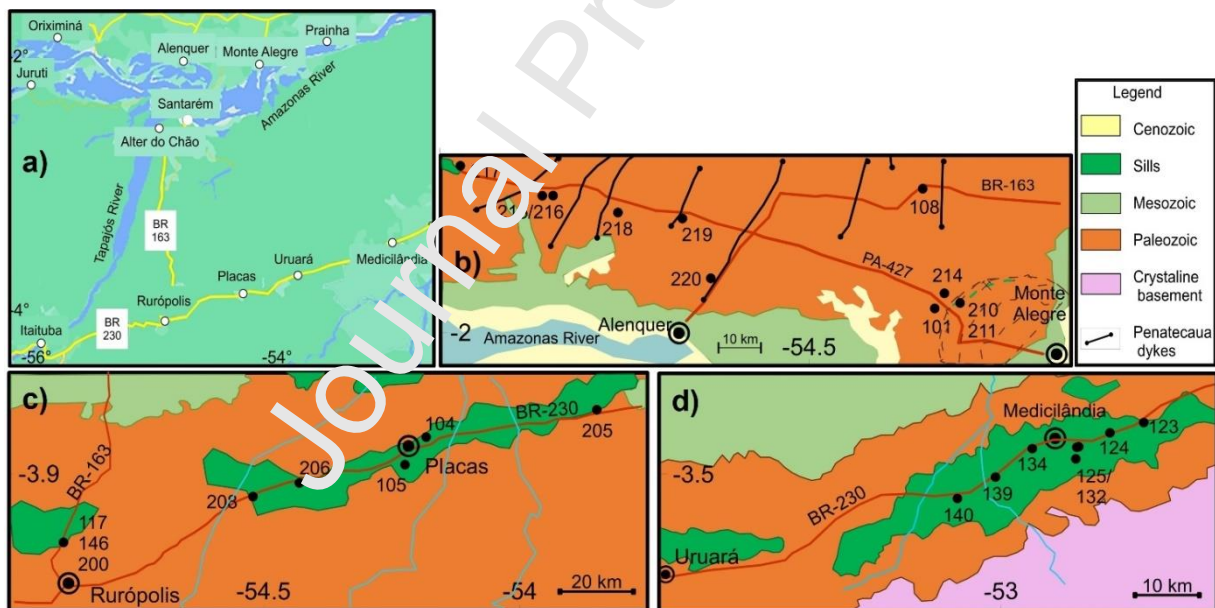 Oriximiná
Prainha
Alenquer
Monte Alegre
-2°
Juruti
Santarém
Amazonas River
Alter do Chão
a)
Tapajós River
BR
163
Medicilândia
Uruará
Placas
Rurópolis
-4°
Itaituba
BR
230
-56°
-54°
Journal Pre
217
BR-163
215/216
108
218
219
b)
PA-427
220
214
Monte
Alegre
210
101
211
-2
Alenquer
Amazonas River
10 km
-54.5
Legend
Cenozoic
Sills
Mesozoic
Paleozoic
Crystaline
basement
Penatecaua
dykes
c)
BR-230
104
205
-3.9
BR-163
206
Placas
105
208
117
146
200
-54.5
-54
20 km
Rurópolis
d)
Medicilândia
123
124
-3.5
134
125/
132
139
BR-230
140
Uruará
-53
10 km